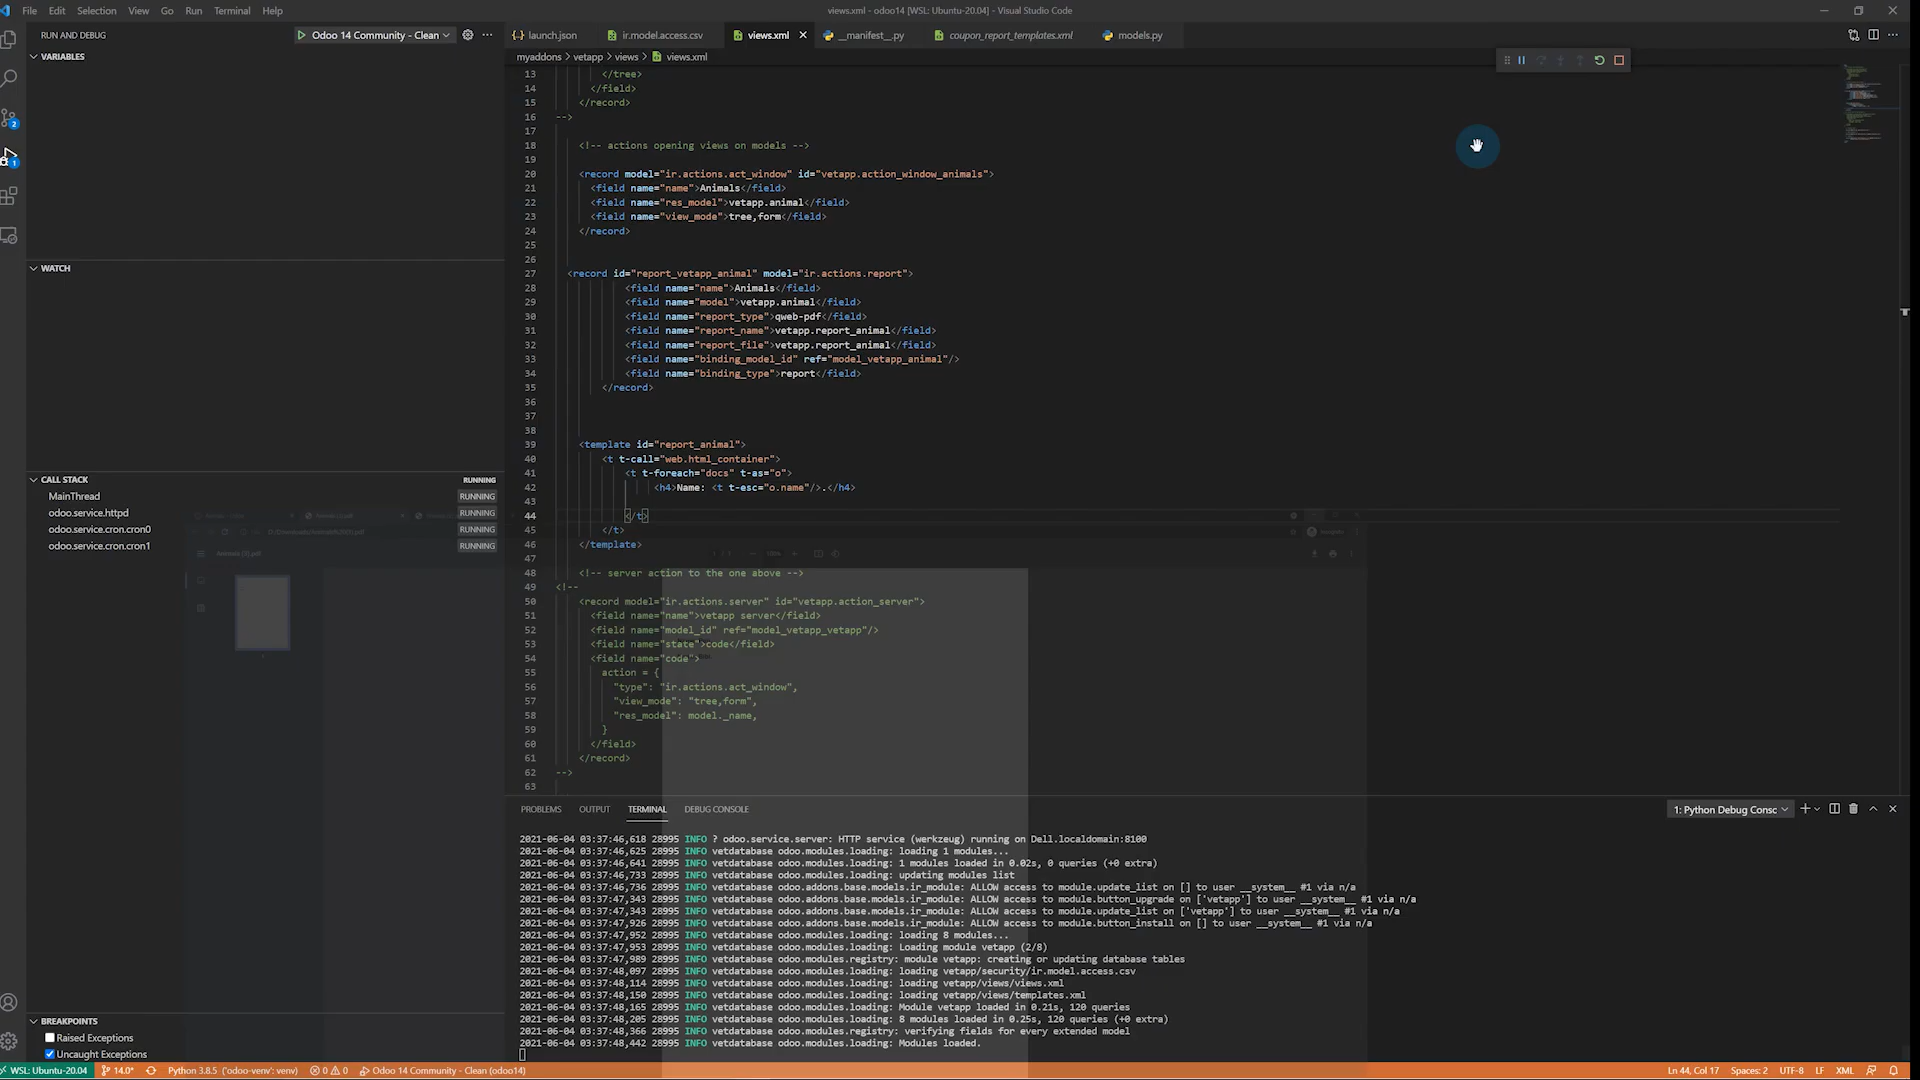 File Edit Selection View Go Run Terminal Help
views.xml - odoo14 [WSL: Ubuntu-20.04] - Visual Studio Code
RUN AND DEBUG
Odoo 14 Community - Clean
launch.json
ir.model.access.csv
views.xml
__manifest__.py
coupon_report_templates.xml
models.py
VARIABLES
myaddons > vetapp > views > views.xml
13 </tree>
14 </field>
15 </record>
16 -->
17
18 <!-- actions opening views on models -->
19
20 <record model="ir.actions.act_window" id="vetapp.action_window_animals">
21 <field name="name">Animals</field>
22 <field name="res_model">vetapp.animal</field>
23 <field name="view_mode">tree,form</field>
24 </record>
25
26
WATCH
27 <record id="report_vetapp_animal" model="ir.actions.report">
28 <field name="name">Animals</field>
29 <field name="model">vetapp.animal</field>
30 <field name="report_type">qweb-pdf</field>
31 <field name="report_name">vetapp.report_animal</field>
32 <field name="report_file">vetapp.report_animal</field>
33 <field name="binding_model_id" ref="model_vetapp_animal"/>
34 <field name="binding_type">report</field>
35 </record>
36
37
38
39 <template id="report_animal">
40 <t t-call="web.html_container">
41 <t t-foreach="docs" t-as="o">
42 <h4>Name: <t t-esc="o.name"/>.</h4>
43
44 </t>
45 </t>
46 </template>
47
48 <!-- server action to the one above -->
49 <!--
50 <record model="ir.actions.server" id="vetapp.action_server">
51 <field name="name">vetapp server</field>
52 <field name="model_id" ref="model_vetapp_vetapp"/>
53 <field name="state">code</field>
54 <field name="code">
55 action = {
56 "type": "ir.actions.act_window",
57 "view_mode": "tree,form",
58 "res_model": model._name,
59 }
60 </field>
61 </record>
62 -->
63
CALL STACK RUNNING
MainThread RUNNING
odoo.service.httpd RUNNING
odoo.service.cron.cron0 RUNNING
odoo.service.cron.cron1 RUNNING
PROBLEMS OUTPUT TERMINAL DEBUG CONSOLE
1: Python Debug Consc
2021-06-04 03:37:46,618 28995 INFO ? odoo.service.server: HTTP service (werkzeug) running on Dell.localdomain:8100
2021-06-04 03:37:46,625 28995 INFO vetdatabase odoo.modules.loading: loading 1 modules...
2021-06-04 03:37:46,641 28995 INFO vetdatabase odoo.modules.loading: 1 modules loaded in 0.02s, 0 queries (+0 extra)
2021-06-04 03:37:46,733 28995 INFO vetdatabase odoo.modules.loading: updating modules list
2021-06-04 03:37:46,736 28995 INFO vetdatabase odoo.addons.base.models.ir_module: ALLOW access to module.update_list on [] to user __system__ #1 via n/a
2021-06-04 03:37:47,343 28995 INFO vetdatabase odoo.addons.base.models.ir_module: ALLOW access to module.button_upgrade on ['vetapp'] to user __system__ #1 via n/a
2021-06-04 03:37:47,343 28995 INFO vetdatabase odoo.addons.base.models.ir_module: ALLOW access to module.update_list on ['vetapp'] to user __system__ #1 via n/a
2021-06-04 03:37:47,926 28995 INFO vetdatabase odoo.addons.base.models.ir_module: ALLOW access to module.button_install on [] to user __system__ #1 via n/a
2021-06-04 03:37:47,952 28995 INFO vetdatabase odoo.modules.loading: loading 8 modules...
2021-06-04 03:37:47,953 28995 INFO vetdatabase odoo.modules.loading: Loading module vetapp (2/8)
2021-06-04 03:37:47,989 28995 INFO vetdatabase odoo.modules.registry: module vetapp: creating or updating database tables
2021-06-04 03:37:48,097 28995 INFO vetdatabase odoo.modules.loading: loading vetapp/security/ir.model.access.csv
2021-06-04 03:37:48,114 28995 INFO vetdatabase odoo.modules.loading: loading vetapp/views/views.xml
2021-06-04 03:37:48,150 28995 INFO vetdatabase odoo.modules.loading: loading vetapp/views/templates.xml
2021-06-04 03:37:48,165 28995 INFO vetdatabase odoo.modules.loading: Module vetapp loaded in 0.21s, 120 queries
2021-06-04 03:37:48,205 28995 INFO vetdatabase odoo.modules.loading: 8 modules loaded in 0.25s, 120 queries (+0 extra)
2021-06-04 03:37:48,366 28995 INFO vetdatabase odoo.modules.registry: verifying fields for every extended model
2021-06-04 03:37:48,442 28995 INFO vetdatabase odoo.modules.loading: Modules loaded.
BREAKPOINTS
Raised Exceptions
Uncaught Exceptions
WSL: Ubuntu-20.04 14.0* Python 3.8.5 ('odoo-venv': venv) 0 0 Odoo 14 Community - Clean (odoo14)
Ln 44, Col 17 Spaces: 2 UTF-8 LF XML